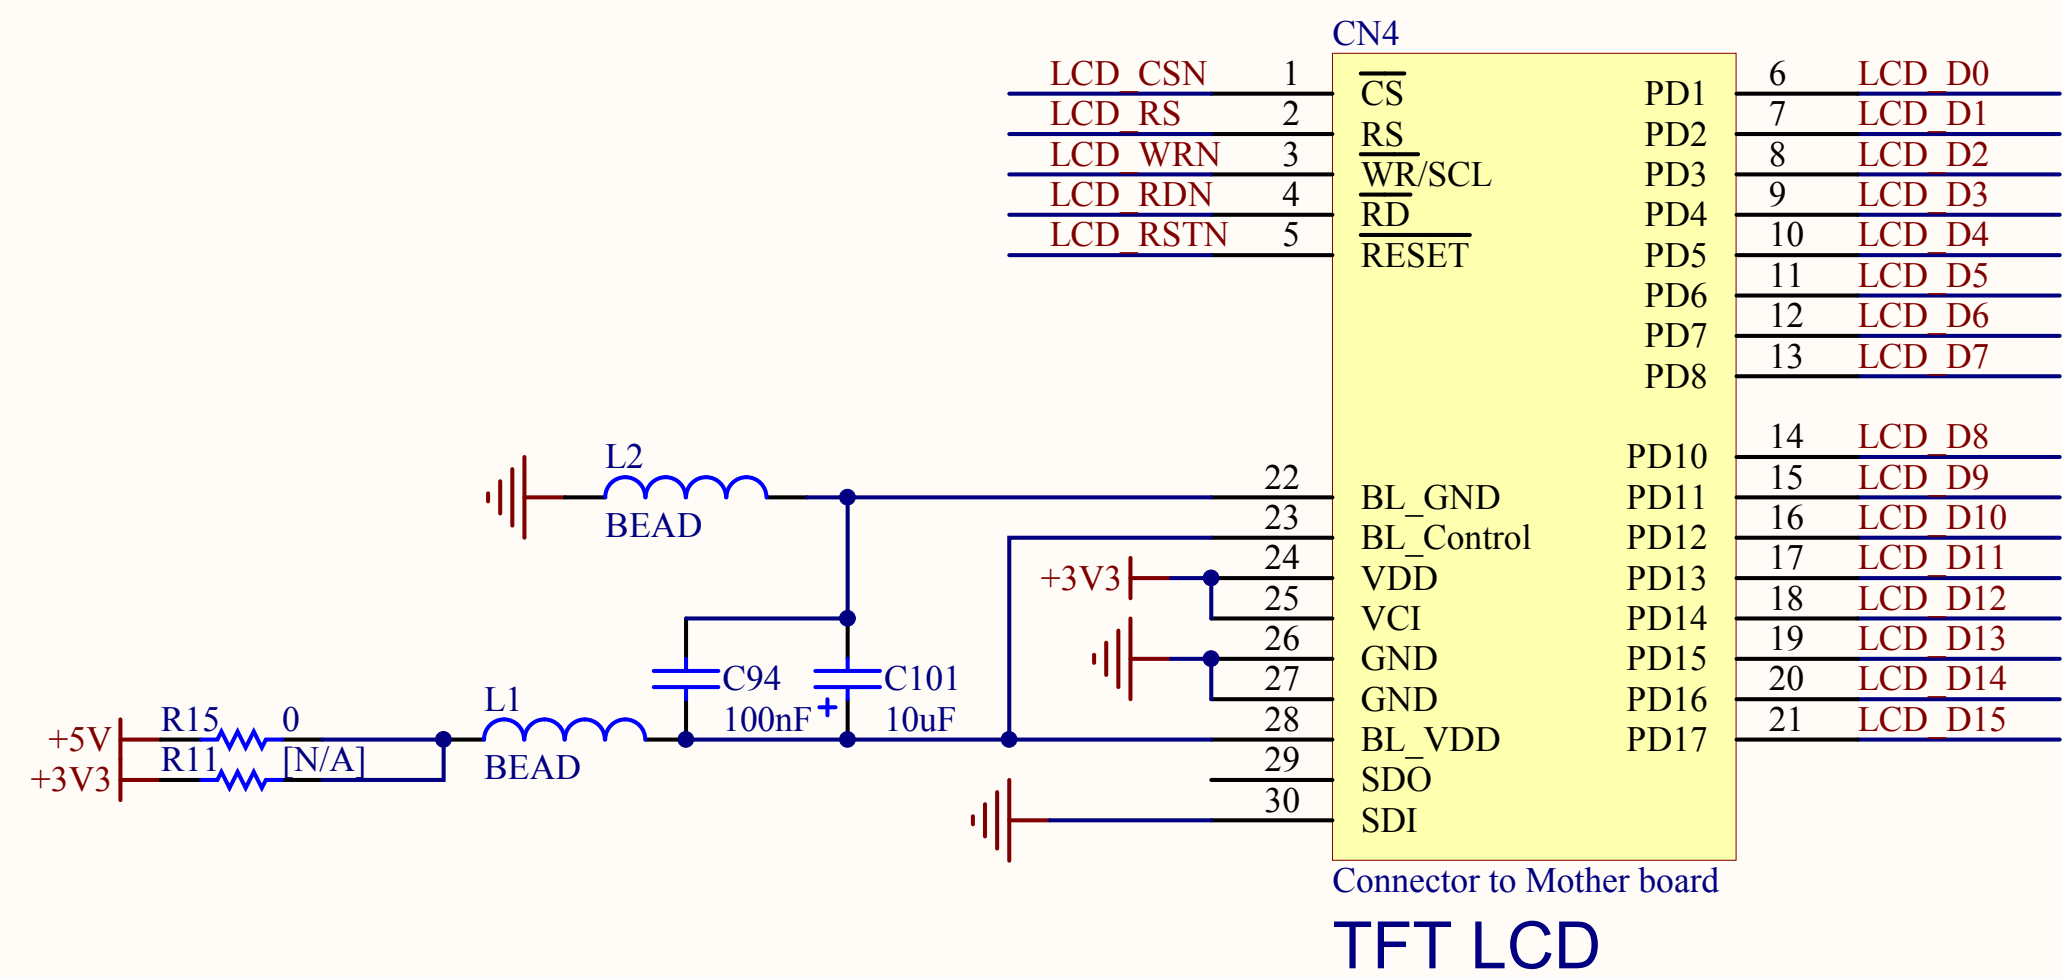 CN4
LCD_CSN 1 CS PD1 6 LCD_D0
LCD_RS 2 RS PD2 7 LCD_D1
LCD_WRN 3 WR/SCL PD3 8 LCD_D2
LCD_RDN 4 RD PD4 9 LCD_D3
LCD_RSTN 5 RESET PD5 10 LCD_D4
PD6 11 LCD_D5
PD7 12 LCD_D6
PD8 13 LCD_D7
L2 PD10 14 LCD_D8
BEAD 22 BL_GND PD11 15 LCD_D9
23 BL_Control PD12 16 LCD_D10
+3V3 24 VDD PD13 17 LCD_D11
25 VCI PD14 18 LCD_D12
26 GND PD15 19 LCD_D13
C94 C101 27 GND PD16 20 LCD_D14
100nF + 10uF
+5V R15 0 L1 28 BL_VDD PD17 21 LCD_D15
+3V3 R11 [N/A] BEAD 29 SDO
30 SDI
Connector to Mother board
TFT LCD